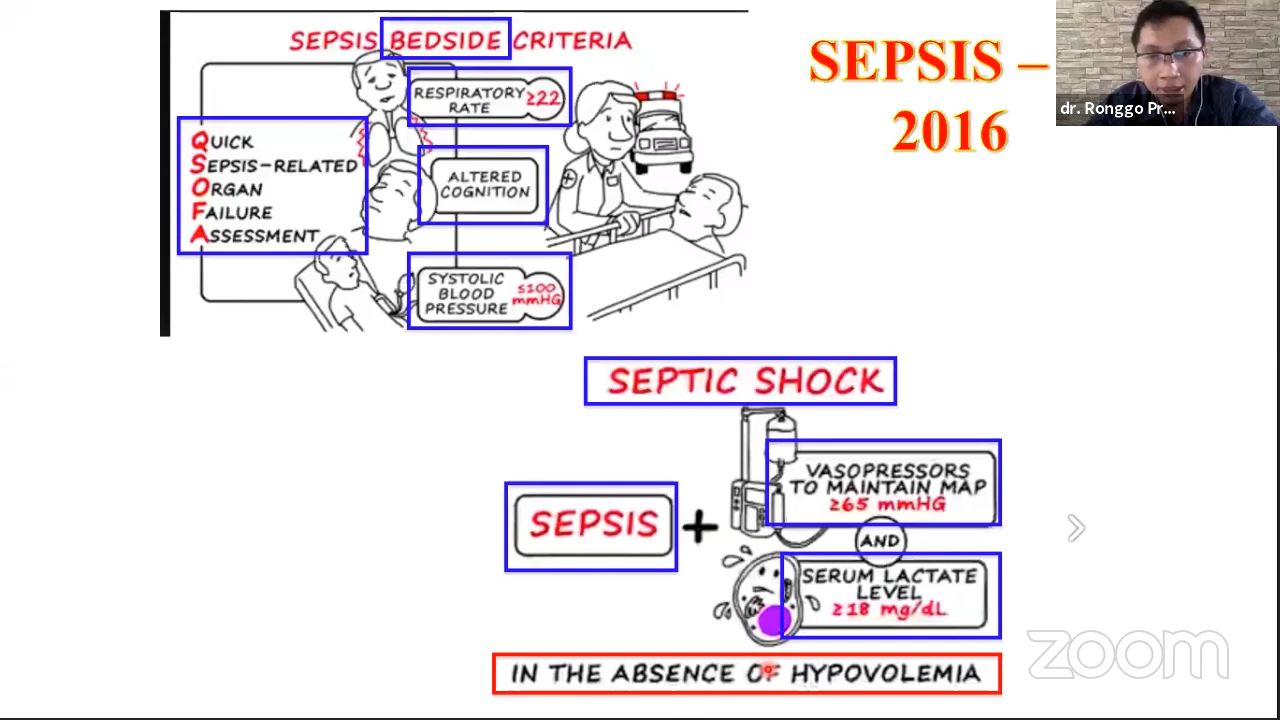 SEPSIS BEDSIDE CRITERIA
QUICK
SEPSIS-RELATED
ORGAN
FAILURE
ASSESSMENT
RESPIRATORY
RATE
≥22
ALTERED
COGNITION
SYSTOLIC
BLOOD
PRESSURE
≤100
mmHG
SEPSIS –
2016
dr. Ronggo Pr...
SEPTIC SHOCK
SEPSIS
+
VASOPRESSORS
TO MAINTAIN MAP
≥65 mmHG
AND
SERUM LACTATE
LEVEL
≥18 mg/dL
IN THE ABSENCE OF HYPOVOLEMIA
zoom